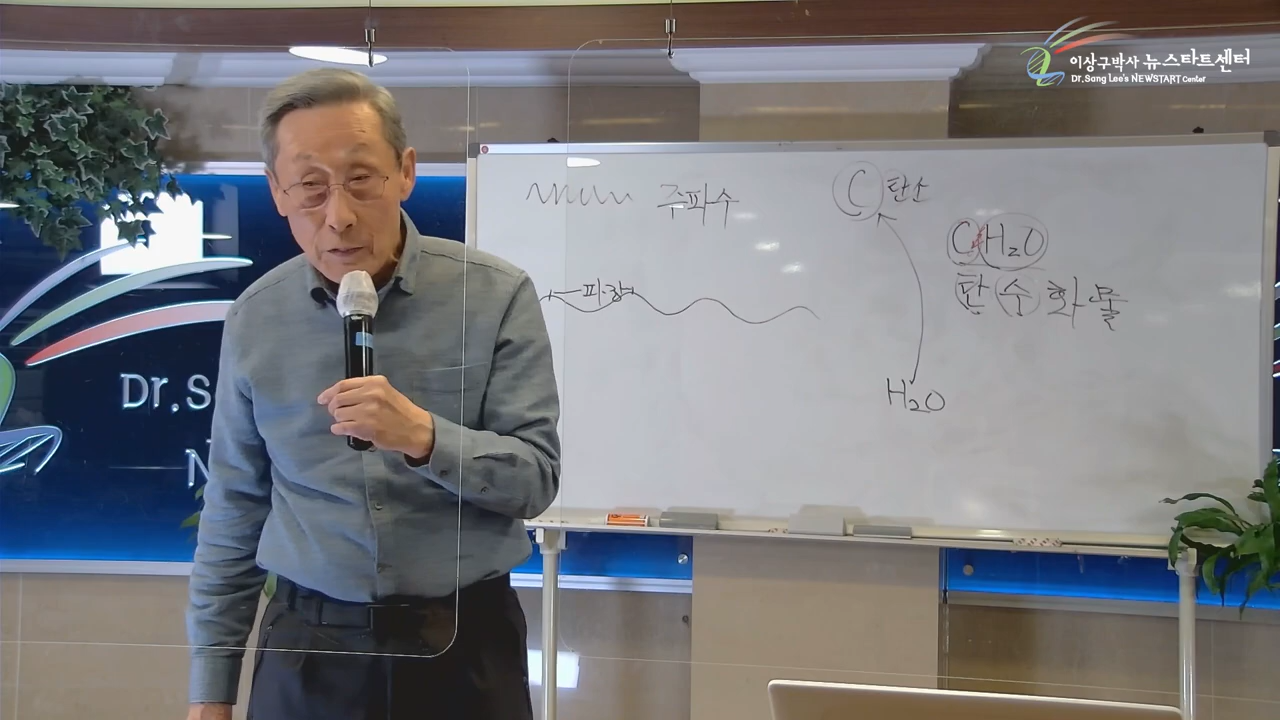 이상구박사 뉴스타트센터
Dr. Sang Lee's NEWSTART Center
주파수
C 탄소
CH₂O
탄수화물
파장
H₂O
Dr.S
N